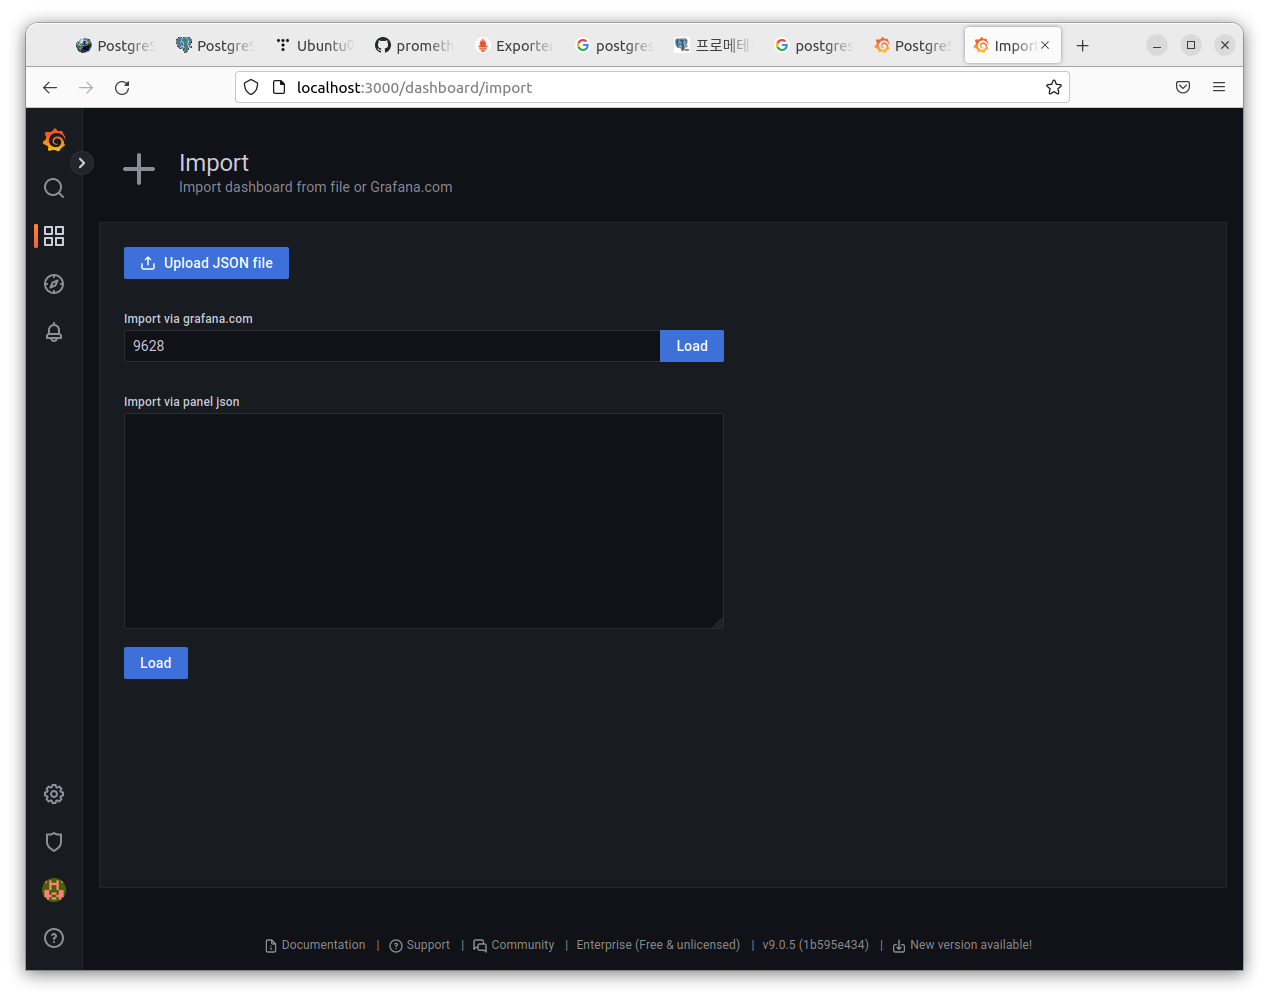 PostgreS PostgreS Ubuntu prometh Exporter postgres 프로메테 postgres PostgreS Import
localhost:3000/dashboard/import
Import
Import dashboard from file or Grafana.com
Upload JSON file
Import via grafana.com
9628 Load
Import via panel json
Load
Documentation | Support | Community | Enterprise (Free & unlicensed) | v9.0.5 (1b595e434) | New version available!